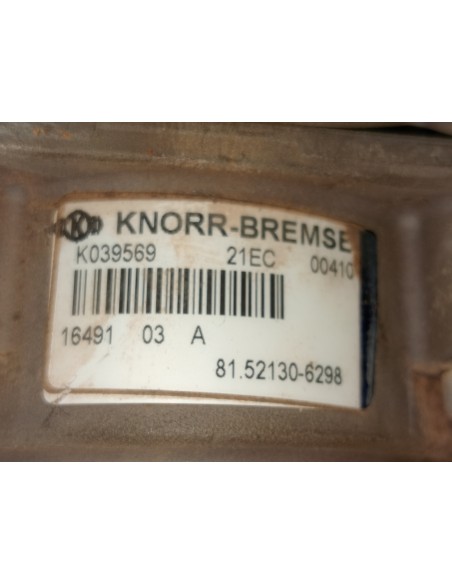 KNORR-BREMSE
K039569 21EC 00410
16491 03 A
81.52130-6298